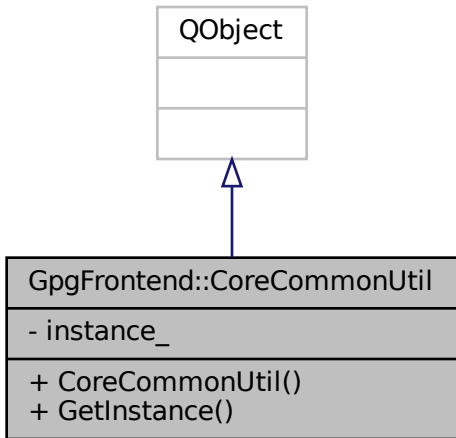 QObject
GpgFrontend::CoreCommonUtil
- instance_
+ CoreCommonUtil()
+ GetInstance()